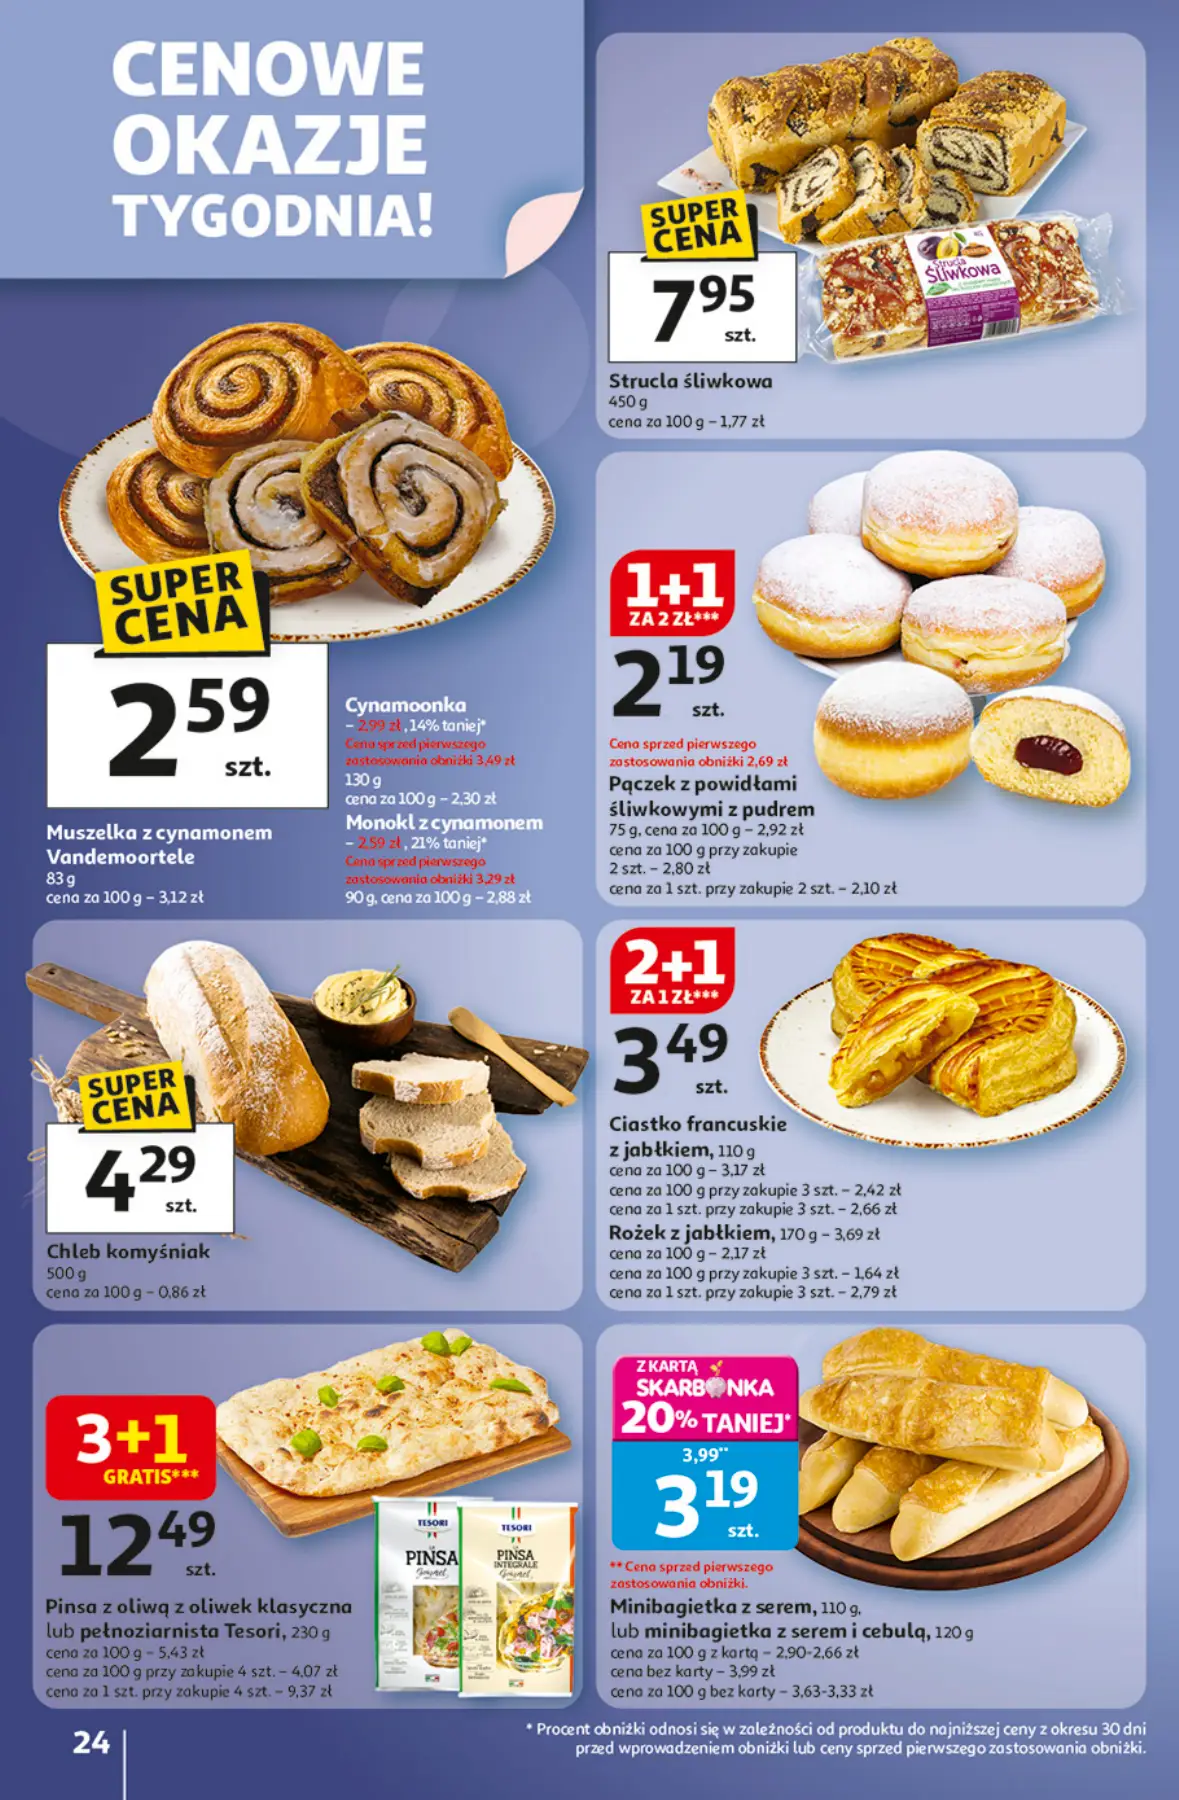 CENOWE
OKAZJE
TYGODNIA!
SUPER
CENA
7 95
szt.
Strucla
Śliwkowa
Strucla śliwkowa
450 g
cena za 100 g – 1,77 zł
SUPER
CENA
2 59
szt.
Muszelka z cynamonem
Vandemoortele
83 g
cena za 100 g – 3,12 zł
Cynamoonka
– 2,99 zł, 14% taniej*
Cena sprzed pierwszego
zastosowania obniżki 3,49 zł
130 g
cena za 100 g – 2,30 zł
Monokl z cynamonem
– 2,59 zł, 21% taniej*
Cena sprzed pierwszego
zastosowania obniżki 3,29 zł
90 g, cena za 100 g – 2,88 zł
1+1
ZA 2 ZŁ***
2 19
szt.
Cena sprzed pierwszego
zastosowania obniżki 2,69 zł
Pączek z powidłami
śliwkowymi z pudrem
75 g, cena za 100 g – 2,92 zł
cena za 100 g przy zakupie
2 szt. – 2,80 zł
cena za 1 szt. przy zakupie 2 szt. – 2,10 zł
SUPER
CENA
4 29
szt.
Chleb komyśniak
500 g
cena za 100 g – 0,86 zł
2+1
ZA 1 ZŁ***
3 49
szt.
Ciastko francuskie
z jabłkiem, 110 g
cena za 100 g – 3,17 zł
cena za 100 g przy zakupie 3 szt. – 2,42 zł
cena za 1 szt. przy zakupie 3 szt. – 2,66 zł
Rożek z jabłkiem, 170 g – 3,69 zł
cena za 100 g – 2,17 zł
cena za 100 g przy zakupie 3 szt. – 1,64 zł
cena za 1 szt. przy zakupie 3 szt. – 2,79 zł
3+1
GRATIS***
12 49
szt.
TESORI
PINSA
TESORI
PINSA
INTEGRALE
Pinsa z oliwą z oliwek klasyczna
lub pełnoziarnista Tesori, 230 g
cena za 100 g – 5,43 zł
cena za 100 g przy zakupie 4 szt. – 4,07 zł
cena za 1 szt. przy zakupie 4 szt. – 9,37 zł
Z KARTĄ
SKARBONKA
20% TANIEJ*
3,99**
3 19
szt.
** Cena sprzed pierwszego
zastosowania obniżki.
Minibagietka z serem, 110 g,
lub minibagietka z serem i cebulą, 120 g
cena za 100 g z kartą – 2,90-2,66 zł
cena bez karty – 3,99 zł
cena za 100 g bez karty – 3,63-3,33 zł
24
* Procent obniżki odnosi się w zależności od produktu do najniższej ceny z okresu 30 dni
przed wprowadzeniem obniżki lub ceny sprzed pierwszego zastosowania obniżki.